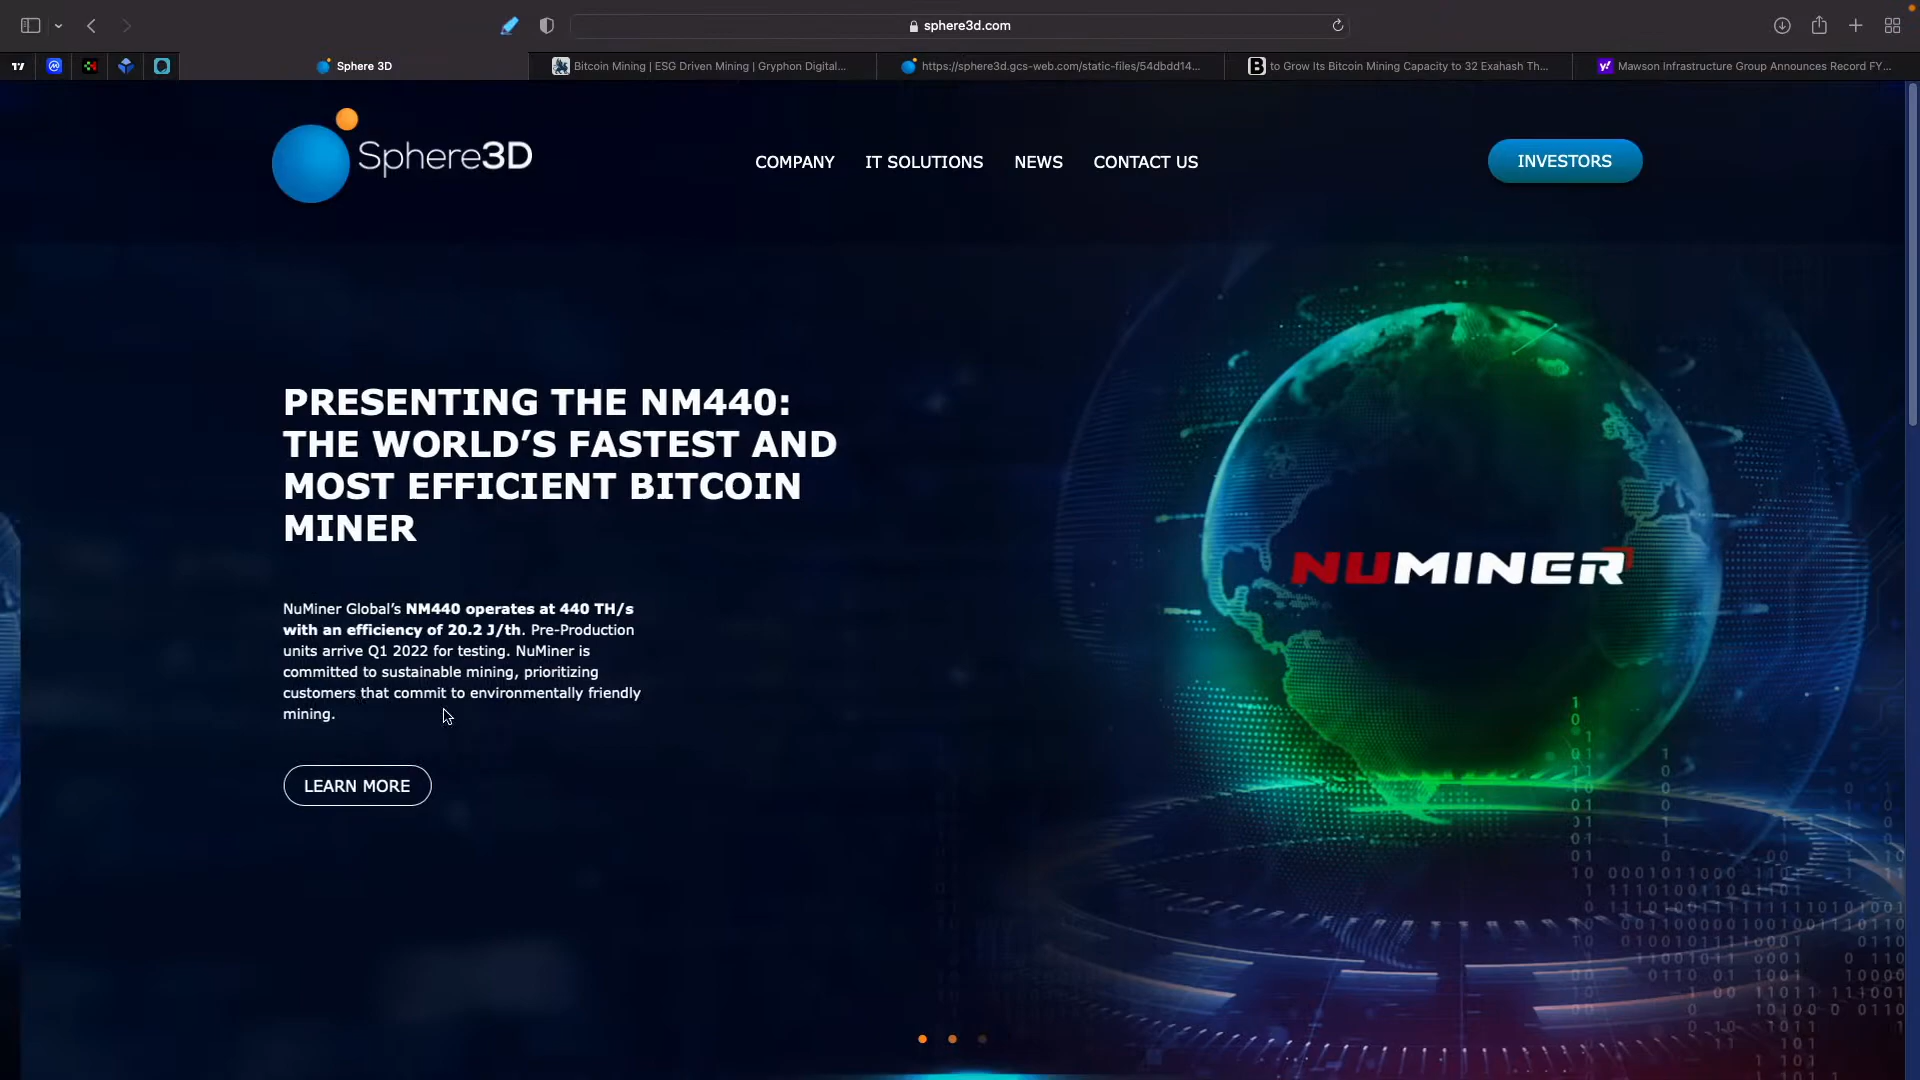 sphere3d.com
Sphere 3D
Bitcoin Mining | ESG Driven Mining | Gryphon Digital...
https://sphere3d.gcs-web.com/static-files/54dbdd14...
to Grow Its Bitcoin Mining Capacity to 32 Exahash Th...
Mawson Infrastructure Group Announces Record FY...
Sphere3D
COMPANY
IT SOLUTIONS
NEWS
CONTACT US
INVESTORS
PRESENTING THE NM440:
THE WORLD’S FASTEST AND
MOST EFFICIENT BITCOIN
MINER
NUMINER
NuMiner Global’s NM440 operates at 440 TH/s
with an efficiency of 20.2 J/th. Pre-Production
units arrive Q1 2022 for testing. NuMiner is
committed to sustainable mining, prioritizing
customers that commit to environmentally friendly
mining.
LEARN MORE